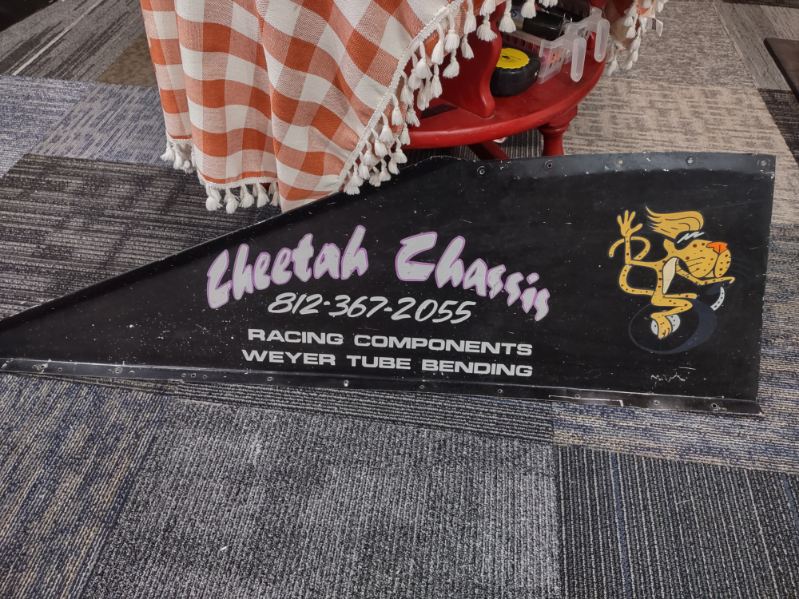 Cheetah Chassis
812-367-2055
RACING COMPONENTS
WEYER TUBE BENDING